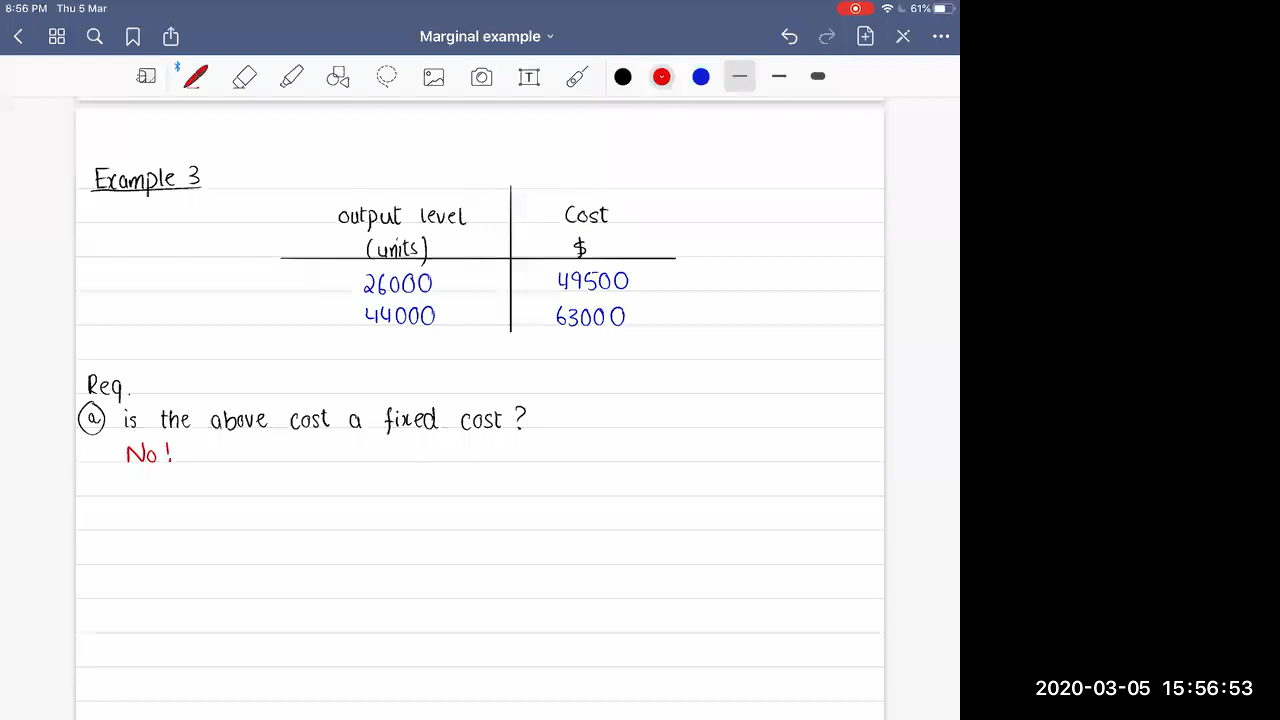 8:56 PM Thu 5 Mar
61%
Marginal example
T
Example 3
output level Cost
(units) $
26000 49500
44000 63000
Req.
a is the above cost a fixed cost?
No!
2020-03-05 15:56:53